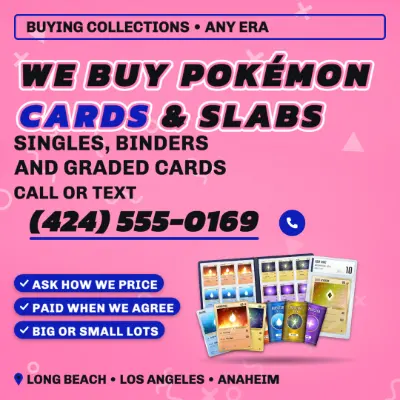 BUYING COLLECTIONS • ANY ERA
WE BUY POKÉMON
CARDS & SLABS
SINGLES, BINDERS
AND GRADED CARDS
CALL OR TEXT
(424) 555-0169
ASK HOW WE PRICE
PAID WHEN WE AGREE
BIG OR SMALL LOTS
10
LONG BEACH • LOS ANGELES • ANAHEIM